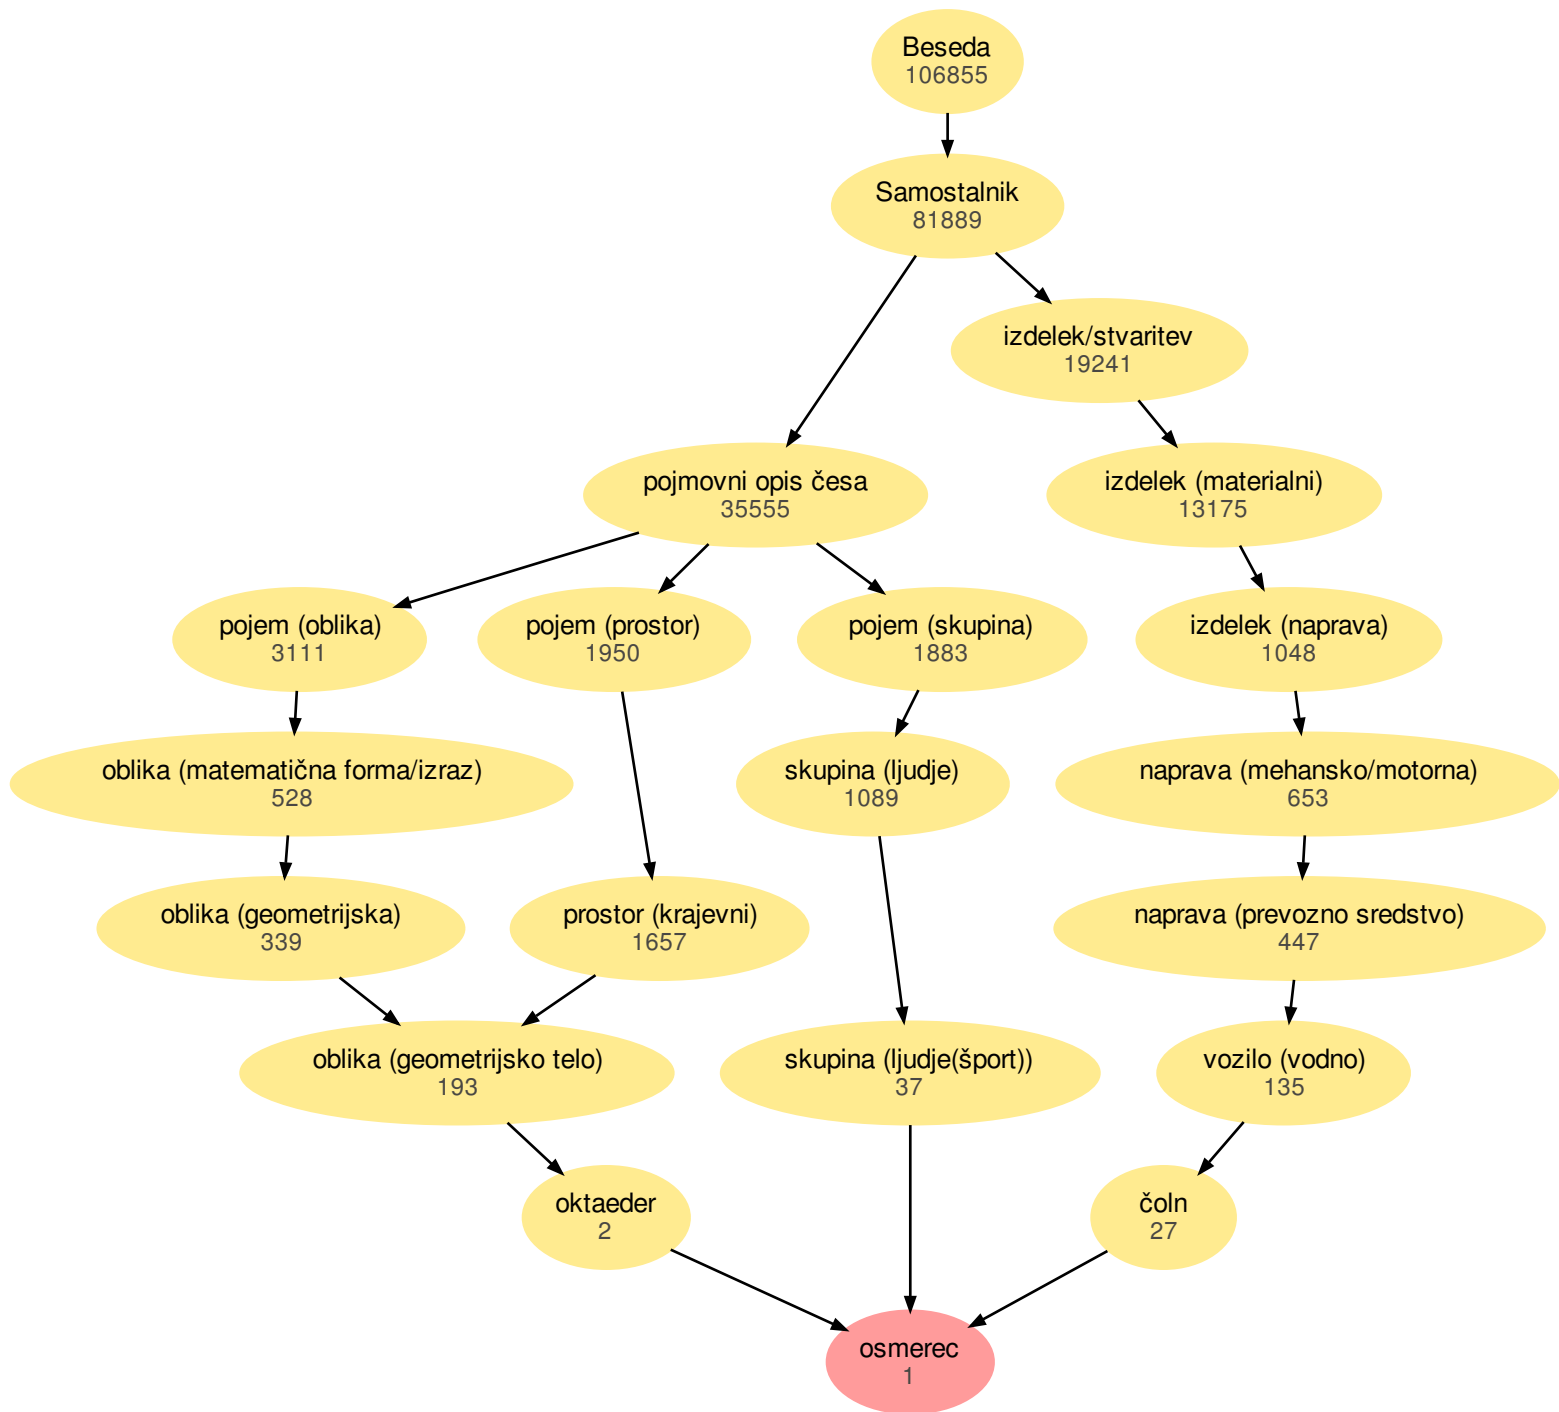 Beseda
106855
Samostalnik
81889
izdelek/stvaritev
19241
pojmovni opis česa
35555
izdelek (materialni)
13175
pojem (oblika)
3111
pojem (prostor)
1950
pojem (skupina)
1883
izdelek (naprava)
1048
oblika (matematična forma/izraz)
528
skupina (ljudje)
1089
naprava (mehansko/motorna)
653
oblika (geometrijska)
339
prostor (krajevni)
1657
naprava (prevozno sredstvo)
447
oblika (geometrijsko telo)
193
skupina (ljudje(šport))
37
vozilo (vodno)
135
oktaeder
2
čoln
27
osmerec
1